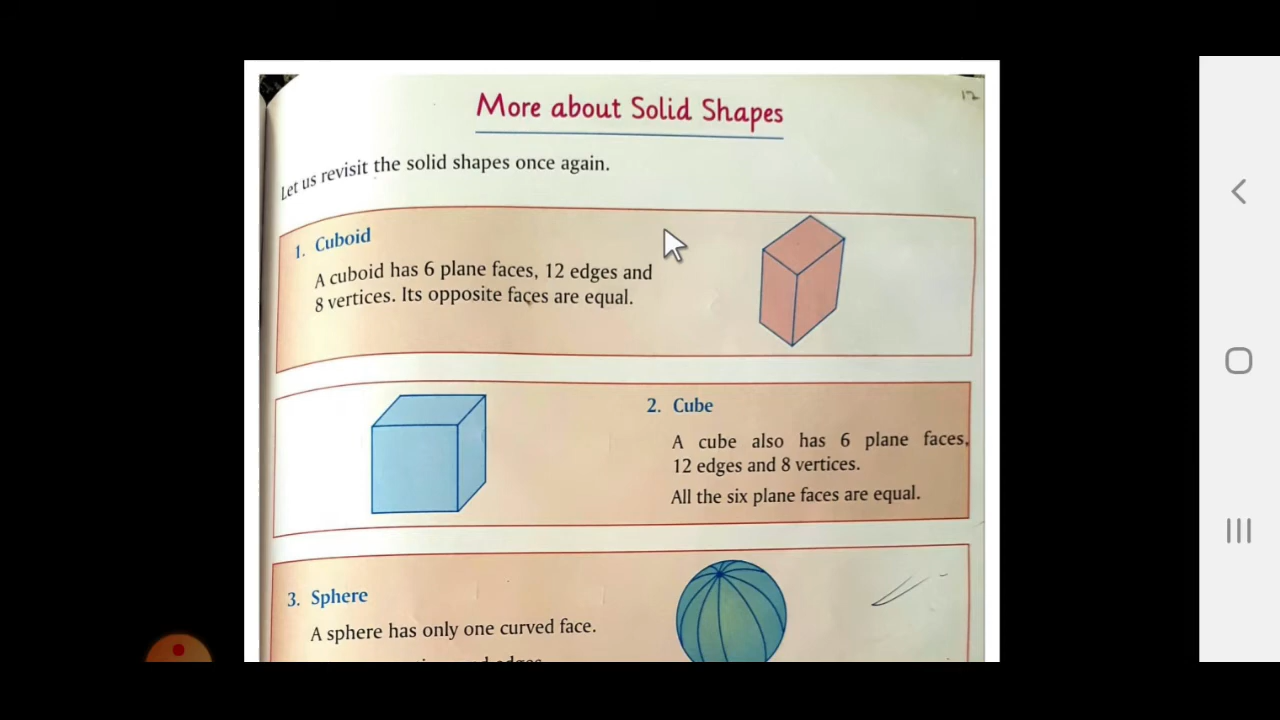 17
More about Solid Shapes
Let us revisit the solid shapes once again.
1. Cuboid
A cuboid has 6 plane faces, 12 edges and
8 vertices. Its opposite faces are equal.
2. Cube
A cube also has 6 plane faces,
12 edges and 8 vertices.
All the six plane faces are equal.
3. Sphere
A sphere has only one curved face.